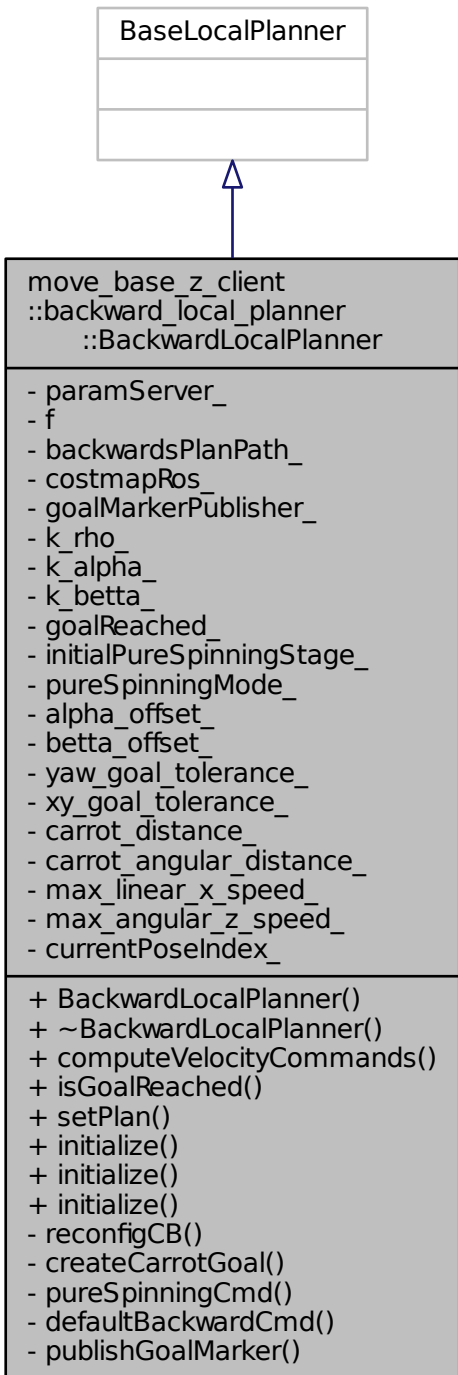 BaseLocalPlanner
move_base_z_client
::backward_local_planner
::BackwardLocalPlanner
- paramServer_
- f
- backwardsPlanPath_
- costmapRos_
- goalMarkerPublisher_
- k_rho_
- k_alpha_
- k_betta_
- goalReached_
- initialPureSpinningStage_
- pureSpinningMode_
- alpha_offset_
- betta_offset_
- yaw_goal_tolerance_
- xy_goal_tolerance_
- carrot_distance_
- carrot_angular_distance_
- max_linear_x_speed_
- max_angular_z_speed_
- currentPoseIndex_
+ BackwardLocalPlanner()
+ ~BackwardLocalPlanner()
+ computeVelocityCommands()
+ isGoalReached()
+ setPlan()
+ initialize()
+ initialize()
+ initialize()
- reconfigCB()
- createCarrotGoal()
- pureSpinningCmd()
- defaultBackwardCmd()
- publishGoalMarker()